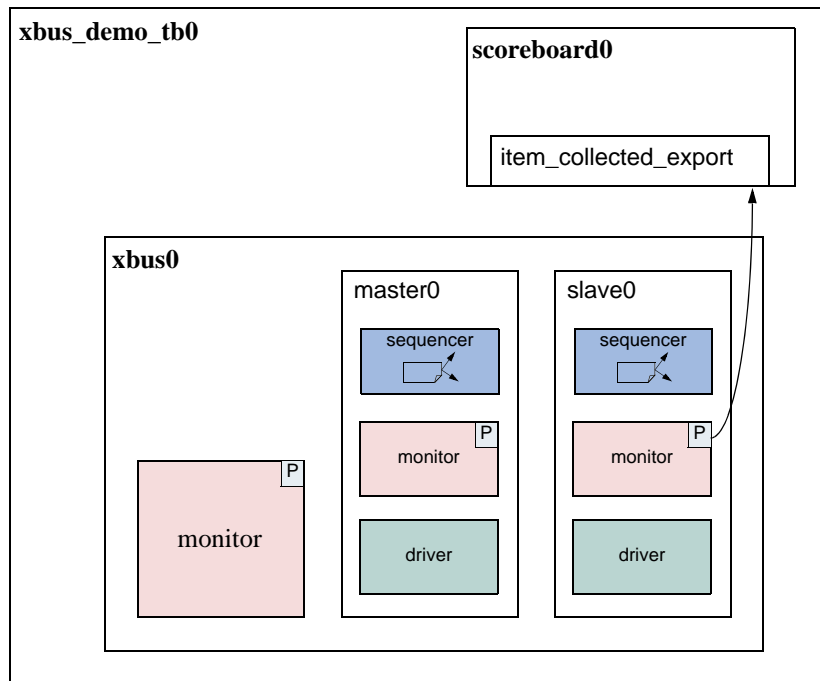 xbus_demo_tb0
scoreboard0
item_collected_export
xbus0
master0
slave0
sequencer
sequencer
P
P
monitor
monitor
P
monitor
driver
driver